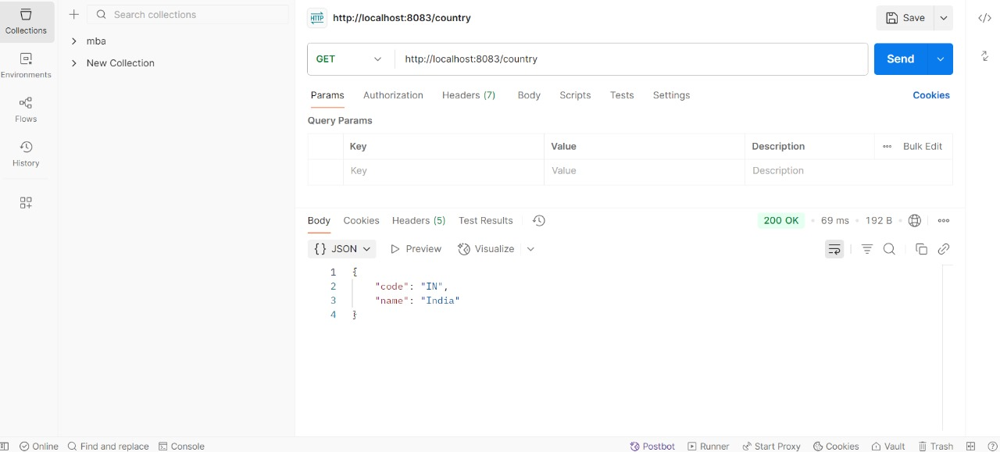 Collections
Environments
Flows
History
Search collections
mba
New Collection
HTTP http://localhost:8083/country
Save
GET http://localhost:8083/country
Send
Params Authorization Headers (7) Body Scripts Tests Settings Cookies
Query Params
Key Value Description Bulk Edit
Key Value Description
Body Cookies Headers (5) Test Results 200 OK 69 ms 192 B
{} JSON Preview Visualize
1 {
2 "code": "IN",
3 "name": "India"
4 }
Online Find and replace Console Postbot Runner Start Proxy Cookies Vault Trash